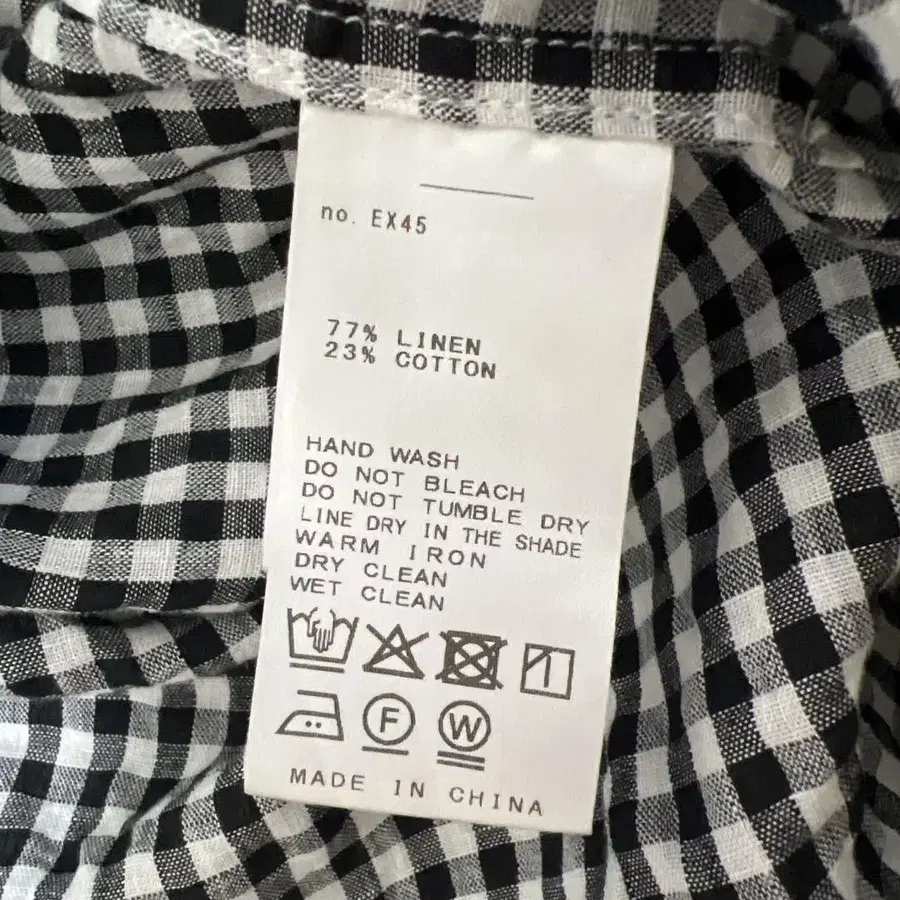 no. EX45
77% LINEN
23% COTTON
HAND WASH
DO NOT BLEACH
DO NOT TUMBLE DRY
LINE DRY IN THE SHADE
WARM IRON
DRY CLEAN
WET CLEAN
F W
MADE IN CHINA